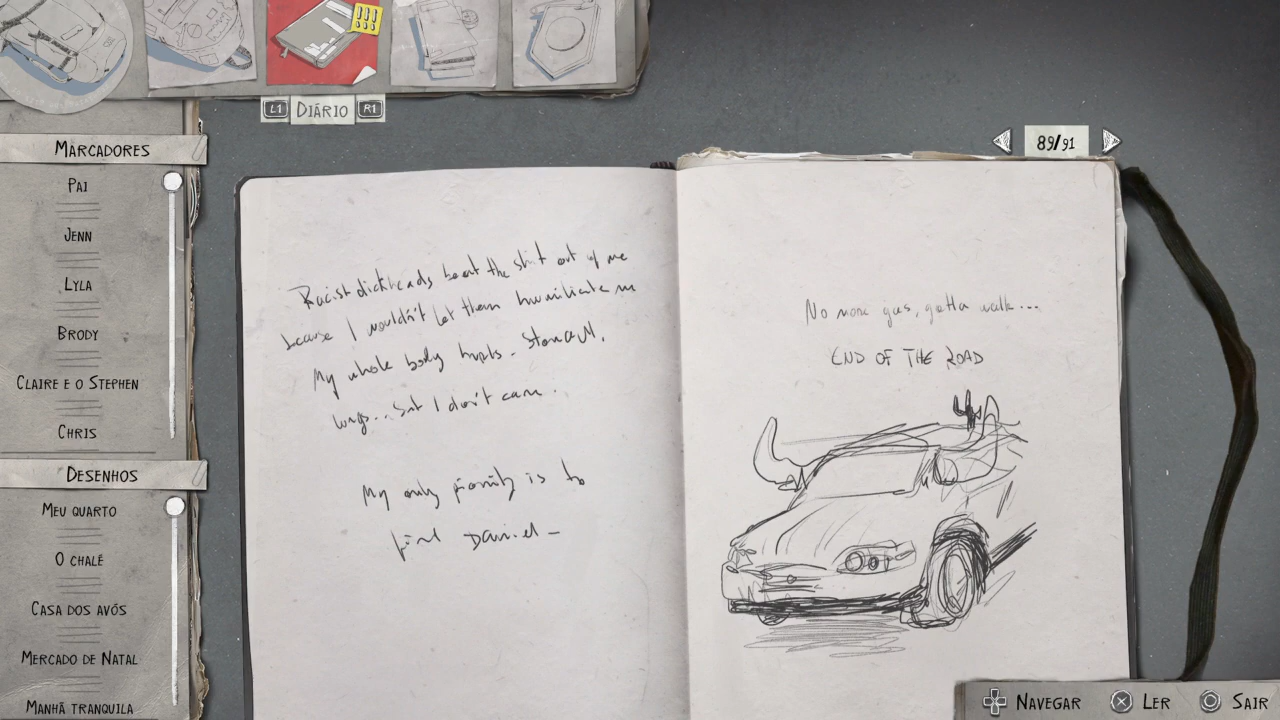 L1 DIÁRIO R1
MARCADORES
PAI
JENN
LYLA
BRODY
CLAIRE E O STEPHEN
CHRIS
DESENHOS
MEU QUARTO
O CHALÉ
CASA DOS AVÓS
MERCADO DE NATAL
MANHÃ TRANQUILA
89/91
Racist dickheads beat the shit out of me
because I wouldn't let them humiliate me
My whole body hurts. Stomach,
lungs... But I don't care.
My only priority is to
find Daniel
No more gas, gotta walk...
END OF THE ROAD
NAVEGAR LER SAIR